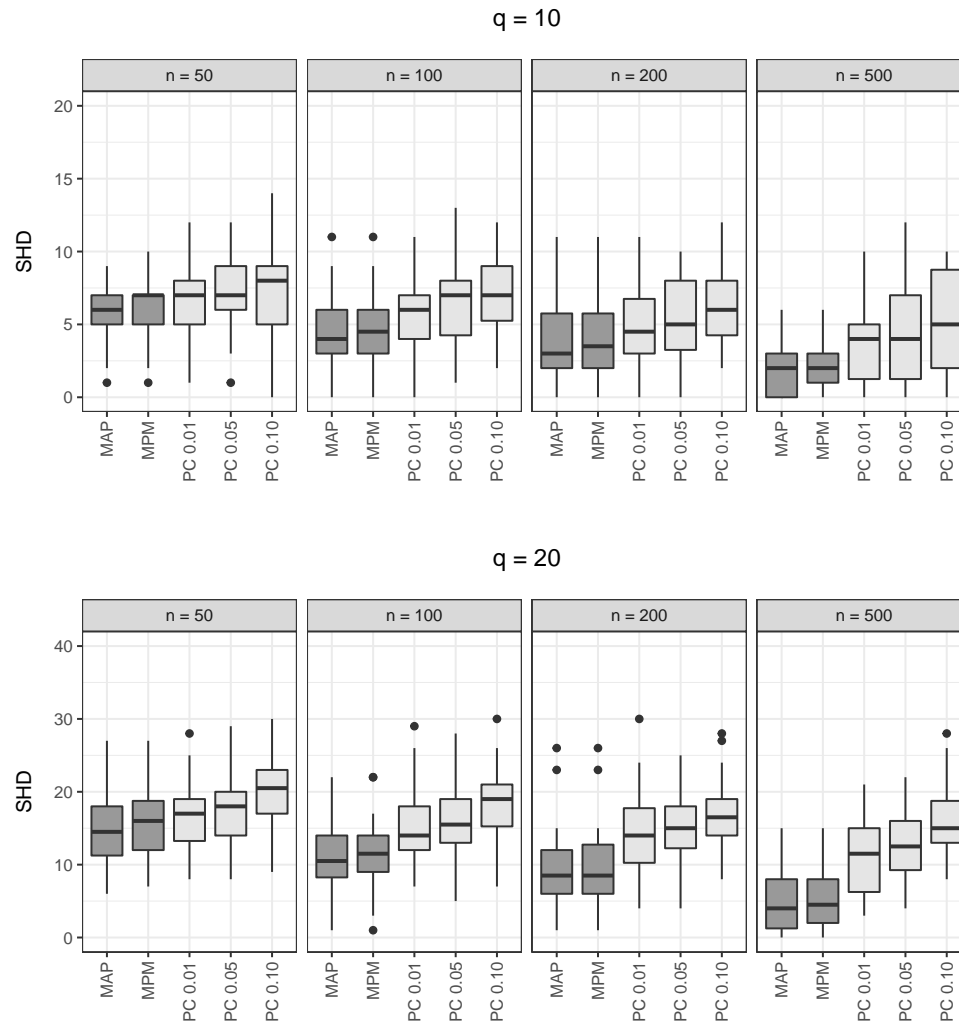 q = 10
n = 50
n = 100
n = 200
n = 500
SHD
20
15
10
5
0
MAP
MPM
PC 0.01
PC 0.05
PC 0.10
MAP
MPM
PC 0.01
PC 0.05
PC 0.10
MAP
MPM
PC 0.01
PC 0.05
PC 0.10
MAP
MPM
PC 0.01
PC 0.05
PC 0.10
q = 20
n = 50
n = 100
n = 200
n = 500
SHD
40
30
20
10
0
MAP
MPM
PC 0.01
PC 0.05
PC 0.10
MAP
MPM
PC 0.01
PC 0.05
PC 0.10
MAP
MPM
PC 0.01
PC 0.05
PC 0.10
MAP
MPM
PC 0.01
PC 0.05
PC 0.10